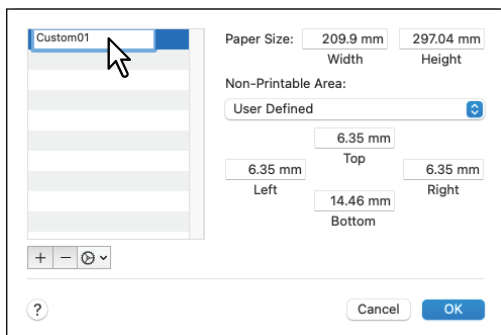 Custom01
Paper Size: 209.9 mm 297.04 mm
Width Height
Non-Printable Area:
User Defined
6.35 mm
Top
6.35 mm 6.35 mm
Left Right
14.46 mm
Bottom
+ −
? Cancel OK